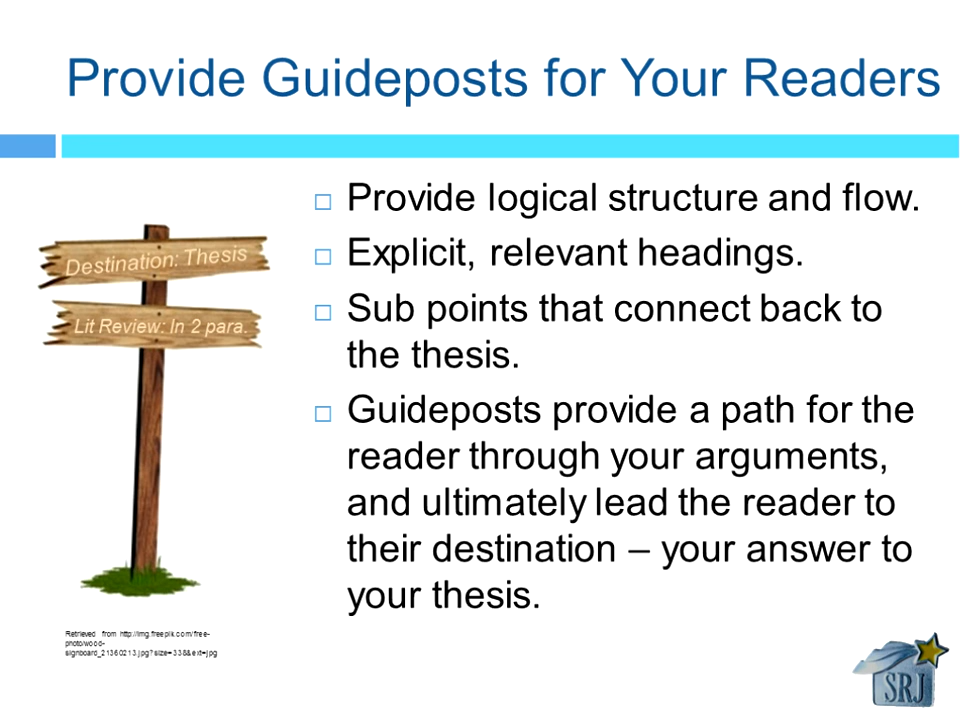 Provide Guideposts for Your Readers
Provide logical structure and flow.
Explicit, relevant headings.
Sub points that connect back to
the thesis.
Guideposts provide a path for the
reader through your arguments,
and ultimately lead the reader to
their destination – your answer to
your thesis.
Destination: Thesis
Lit Review: In 2 para.
Retrieved from http://img.freepik.com/free-
photo/wood-
signboard_21360213.jpg?size=338&ext=jpg
SRJ